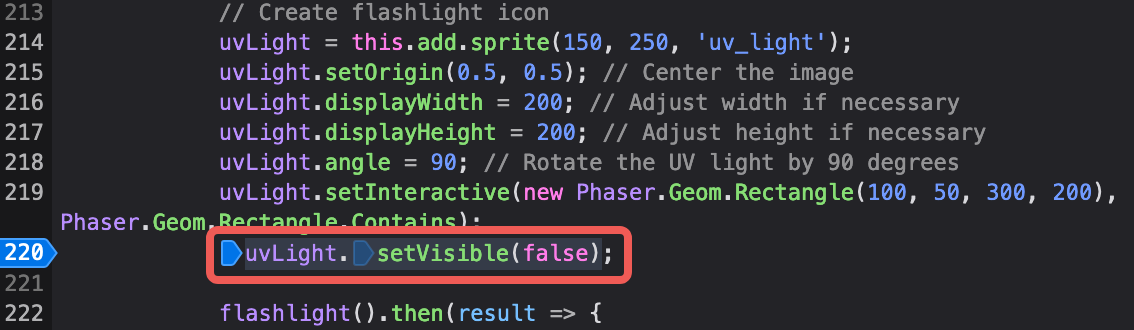 213 // Create flashlight icon
214 uvLight = this.add.sprite(150, 250, 'uv_light');
215 uvLight.setOrigin(0.5, 0.5); // Center the image
216 uvLight.displayWidth = 200; // Adjust width if necessary
217 uvLight.displayHeight = 200; // Adjust height if necessary
218 uvLight.angle = 90; // Rotate the UV light by 90 degrees
219 uvLight.setInteractive(new Phaser.Geom.Rectangle(100, 50, 300, 200),
Phaser.Geom.Rectangle.Contains);
220 uvLight.setVisible(false);
221
222 flashlight().then(result => {